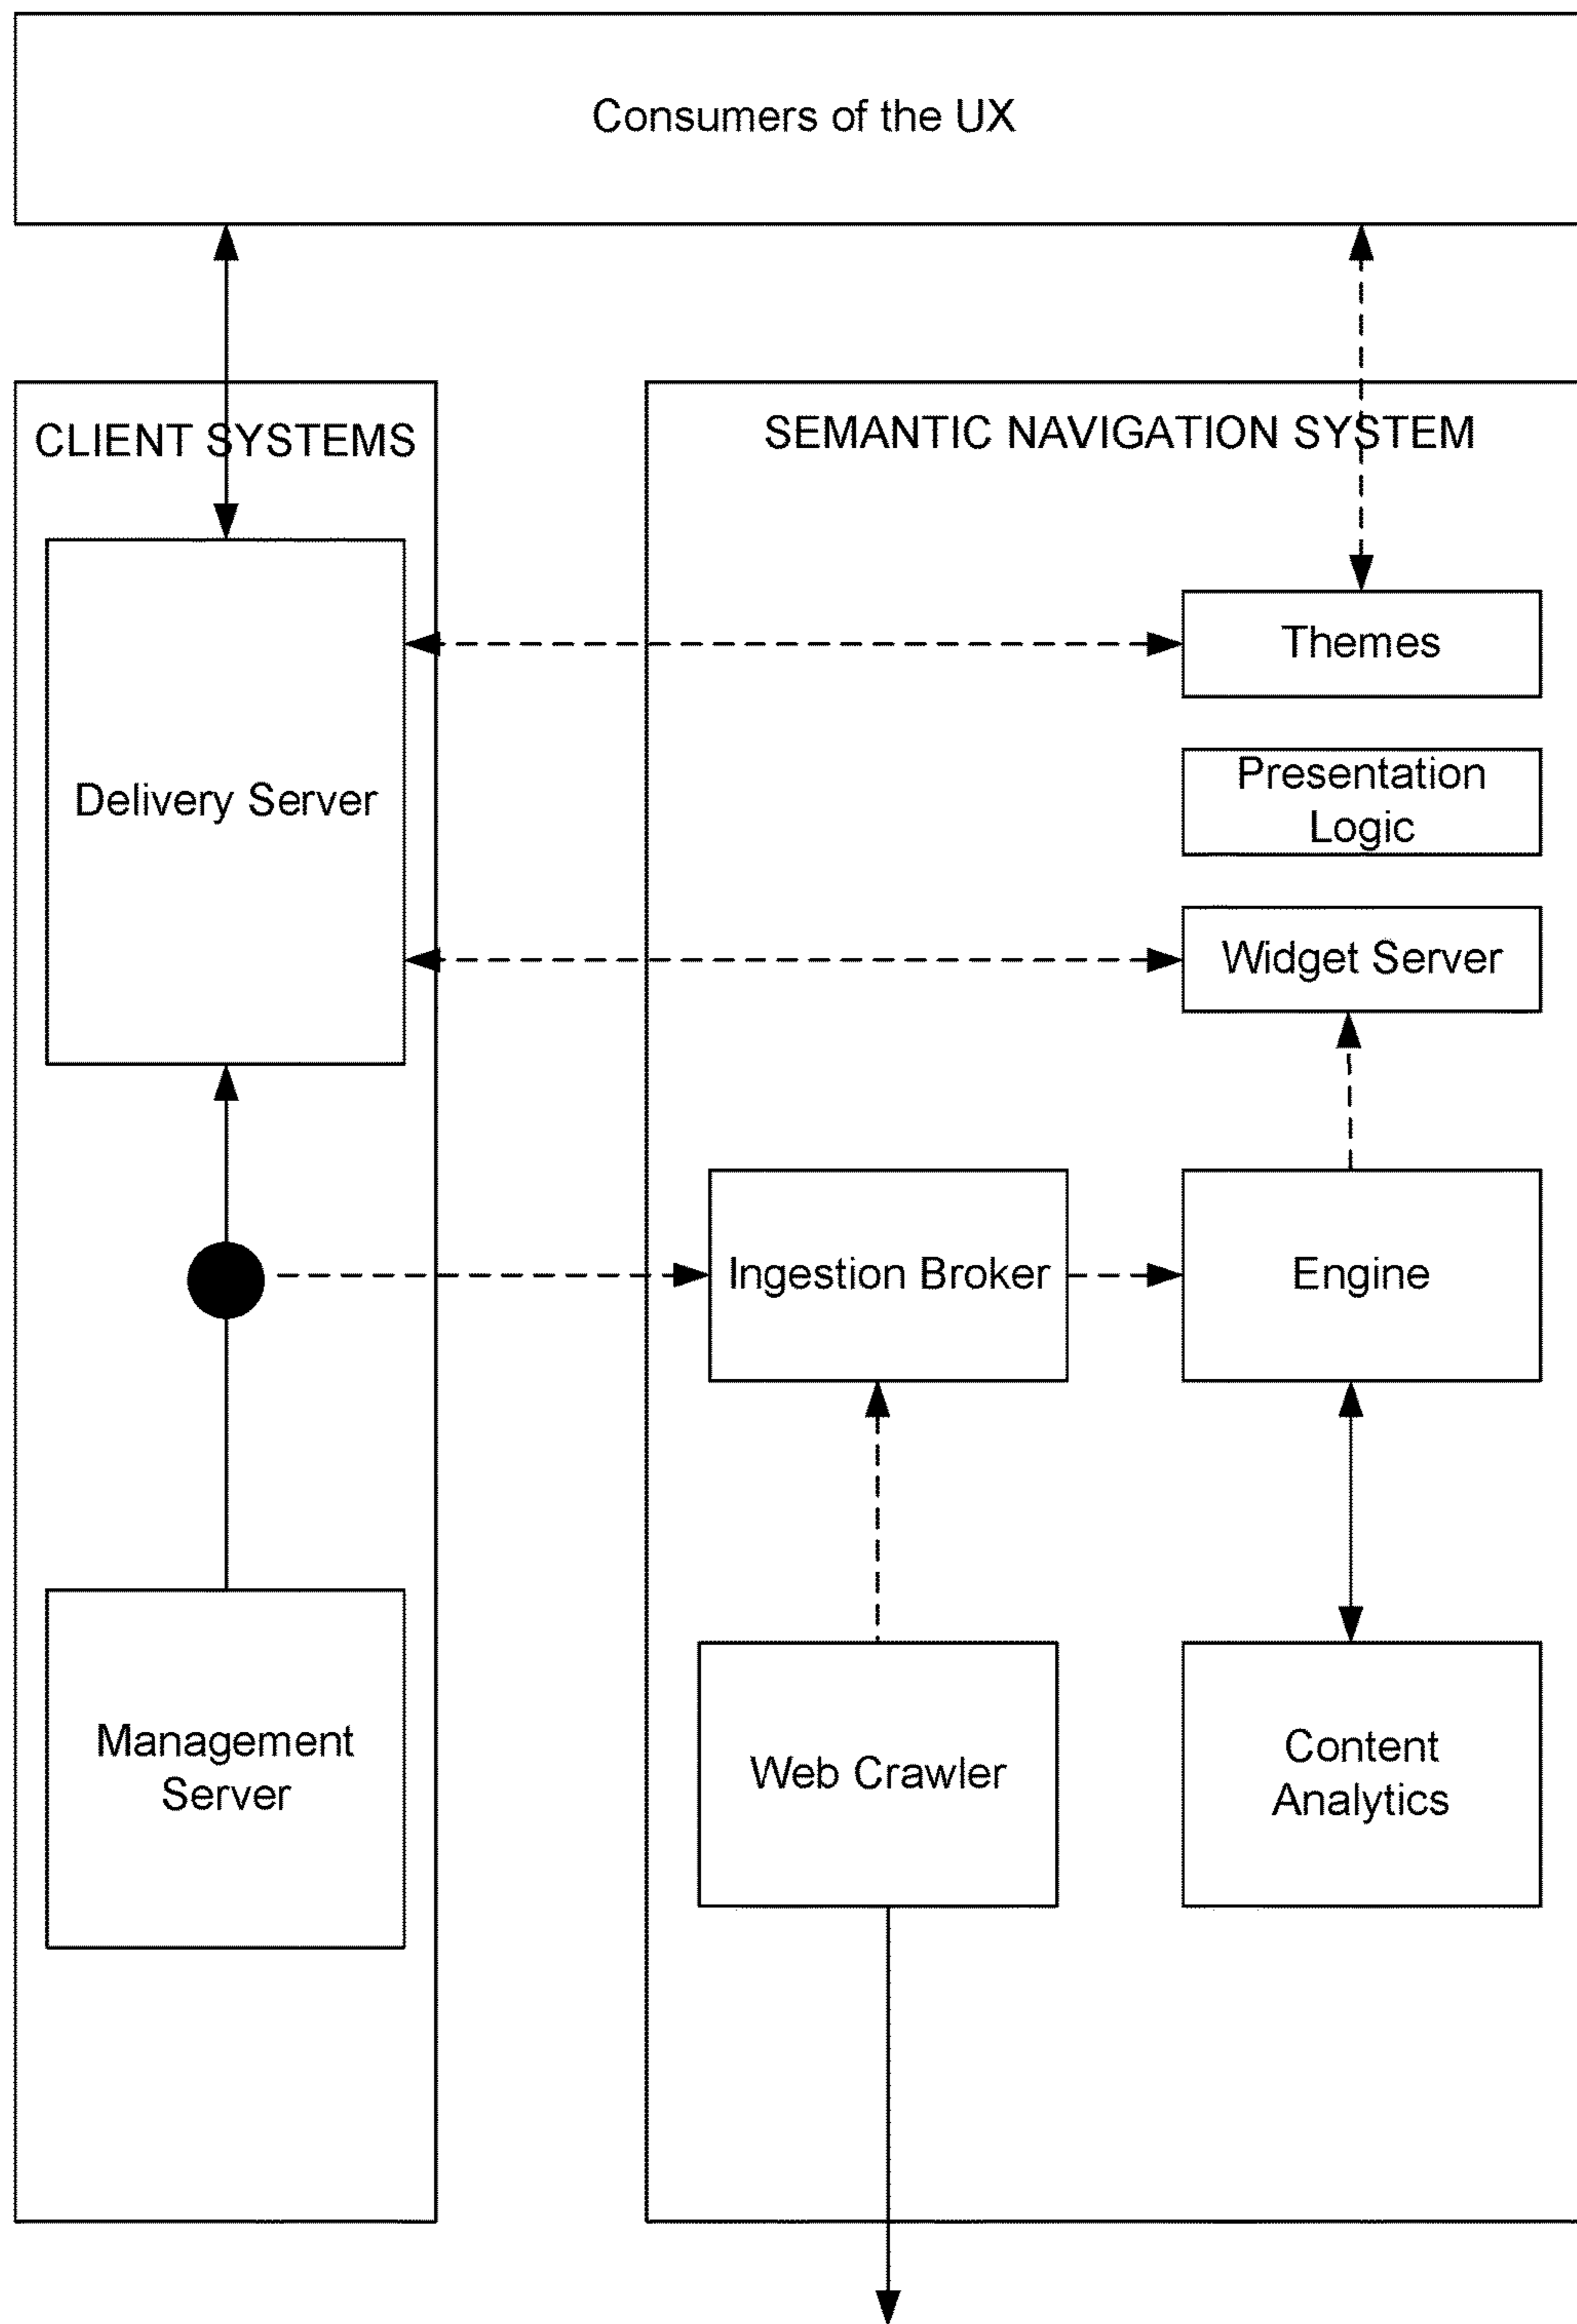 Consumers of the UX
CLIENT SYSTEMS
SEMANTIC NAVIGATION SYSTEM
Delivery Server
Themes
Presentation
Logic
Widget Server
Ingestion Broker
Engine
Management
Server
Web Crawler
Content
Analytics